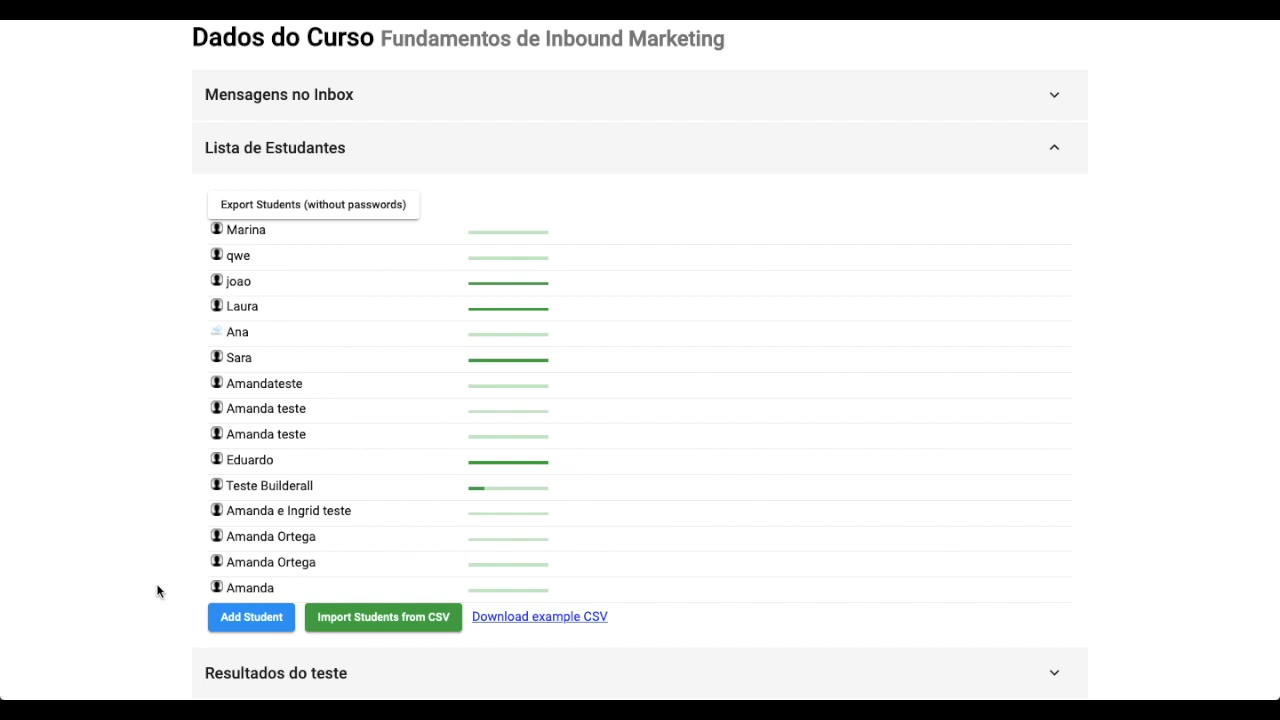 Dados do Curso Fundamentos de Inbound Marketing
Mensagens no Inbox
Lista de Estudantes
Export Students (without passwords)
Marina
qwe
joao
Laura
Ana
Sara
Amandateste
Amanda teste
Amanda teste
Eduardo
Teste Builderall
Amanda e Ingrid teste
Amanda Ortega
Amanda Ortega
Amanda
Add Student Import Students from CSV Download example CSV
Resultados do teste